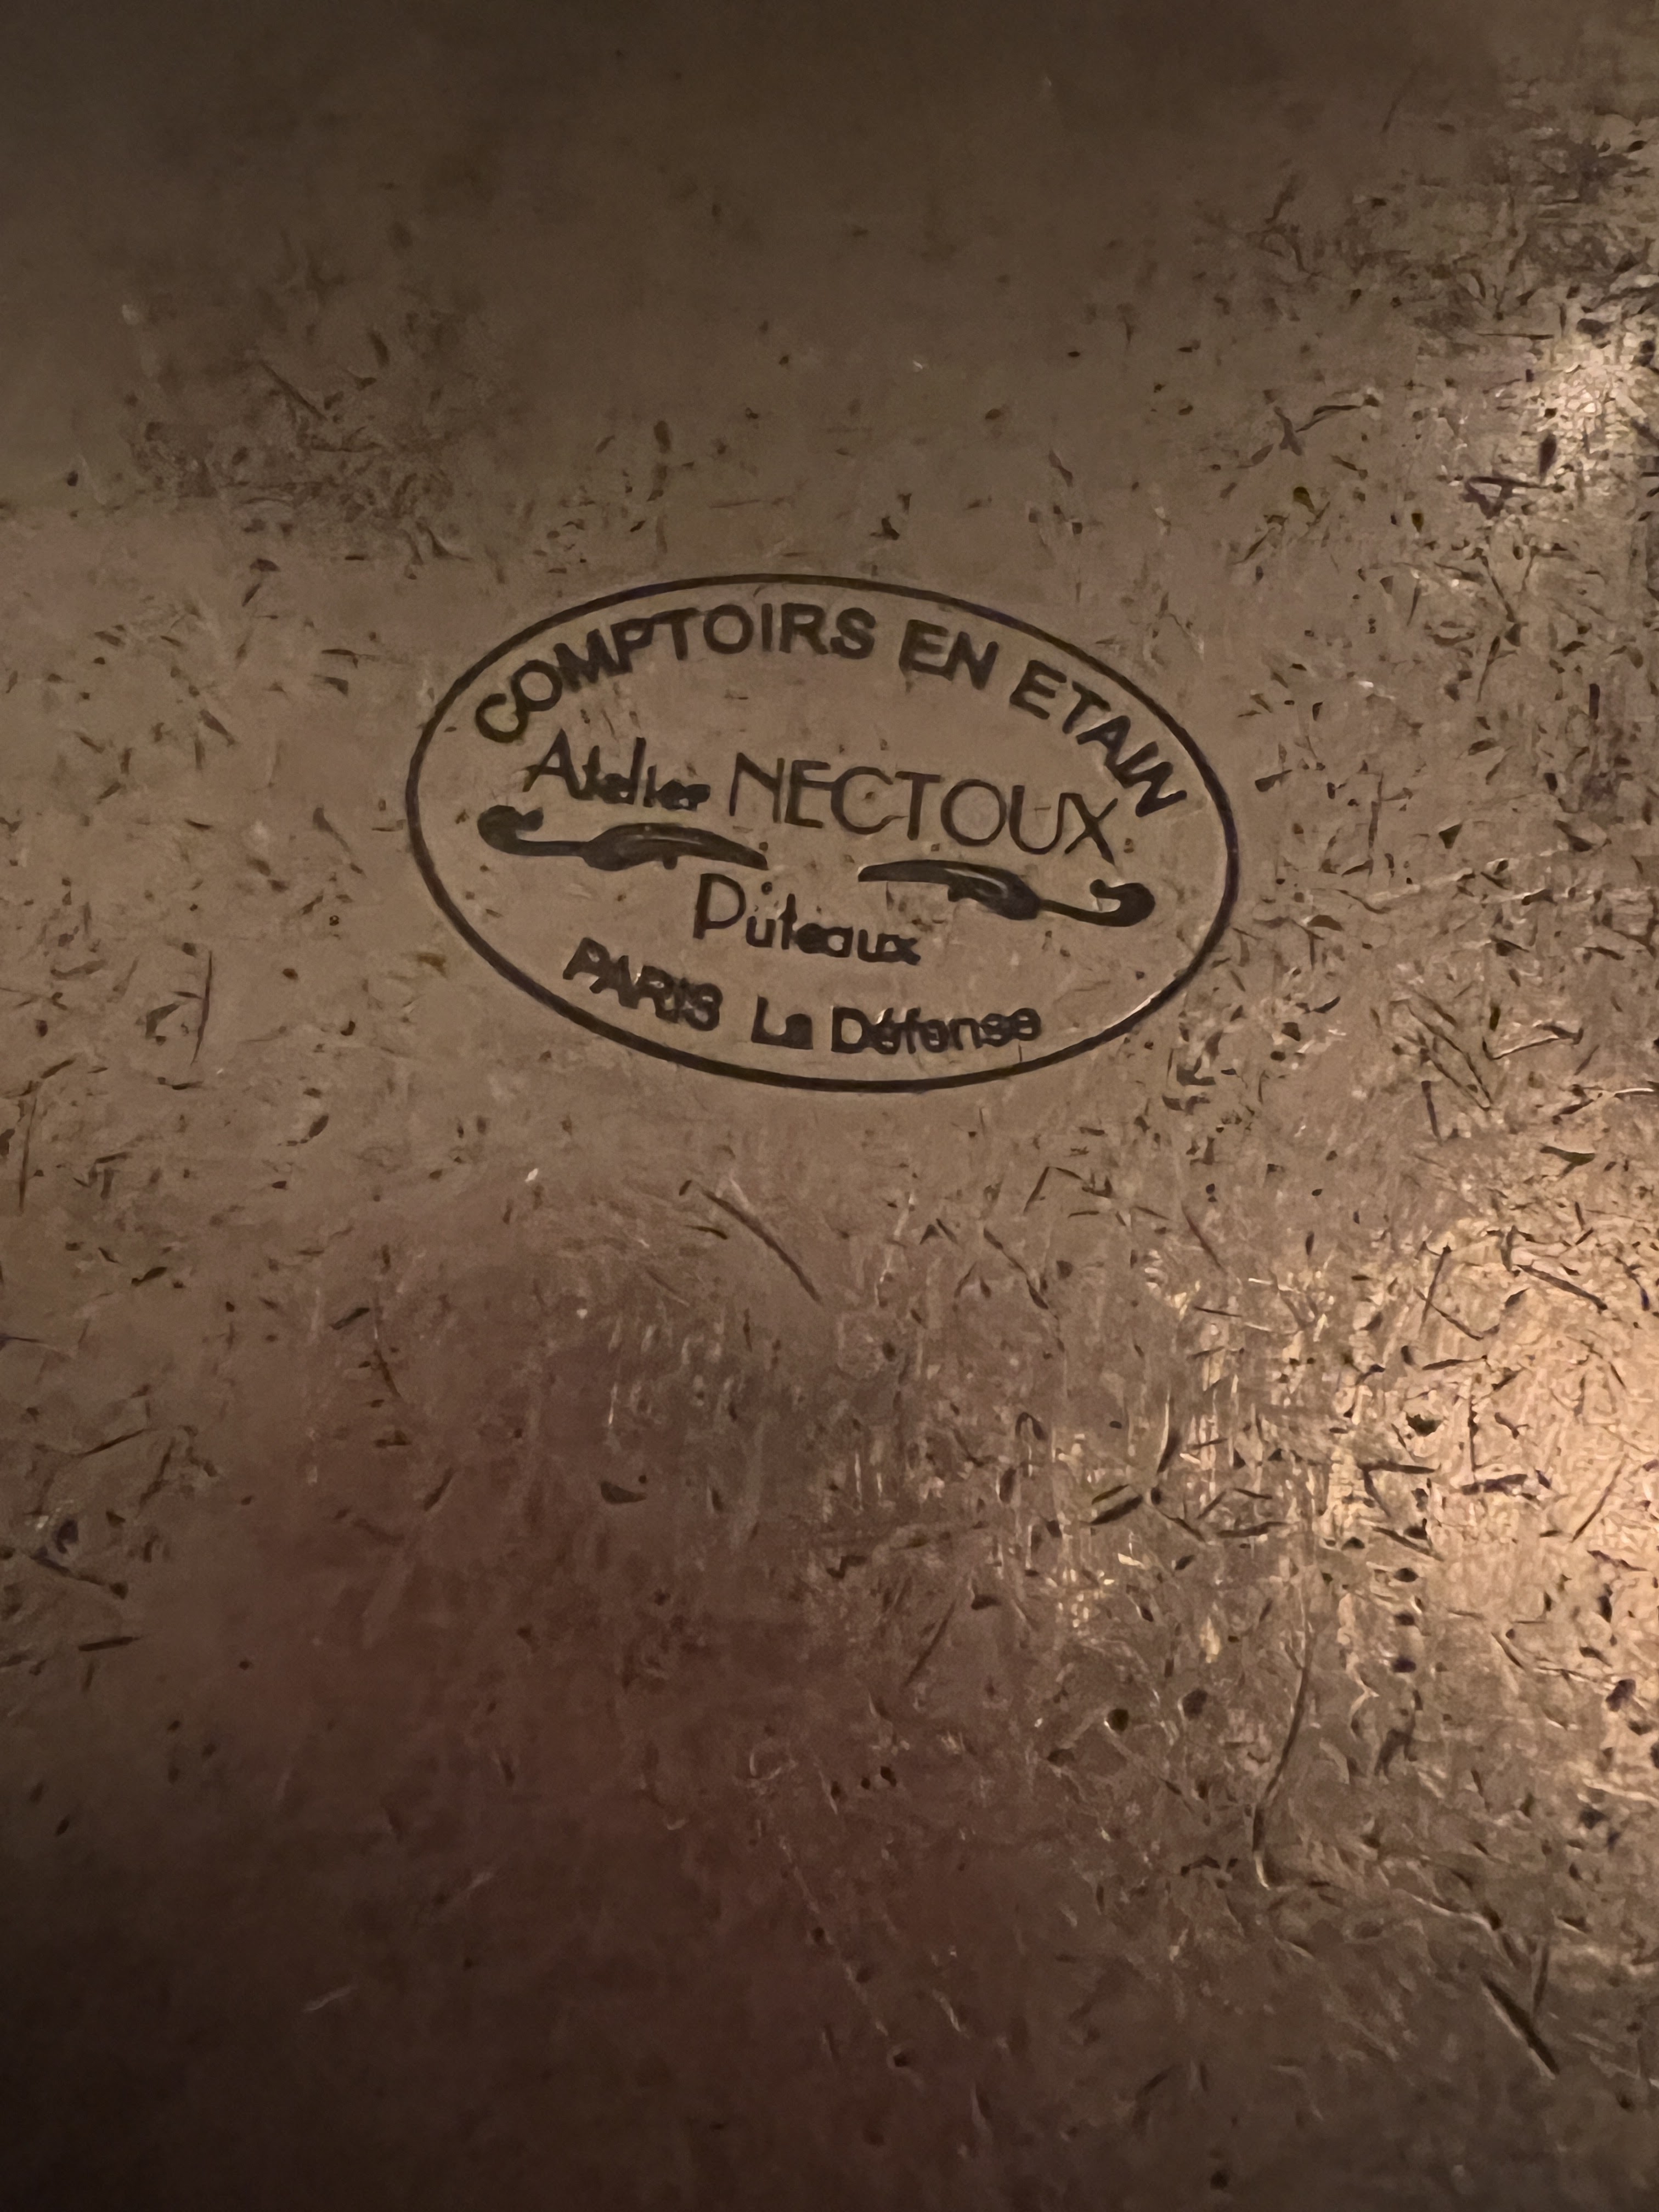 COMPTOIRS EN ETAIN
Atelier NECTOUX
Puteaux
PARIS La Défense